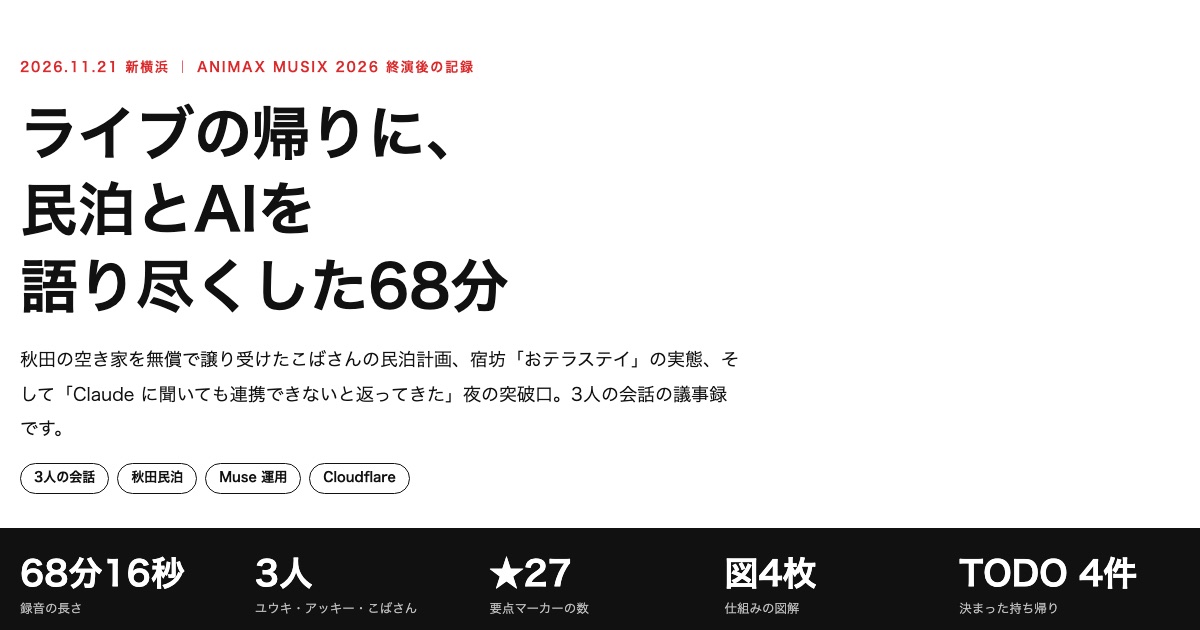 2026.11.21 新横浜 | ANIMAX MUSIX 2026 終演後の記録
ライブの帰りに、
民泊とAIを
語り尽くした68分
秋田の空き家を無償で譲り受けたこばさんの民泊計画、宿坊「おテラステイ」の実態、そ
して「Claude に聞いても連携できないと返ってきた」夜の突破口。3人の会話の議事録
です。
3人の会話 秋田民泊 Muse 運用 Cloudflare
68分16秒 3人 ★27 図4枚 TODO 4件
録音の長さ ユウキ・アッキー・こばさん 要点マーカーの数 仕組みの図解 決まった持ち帰り